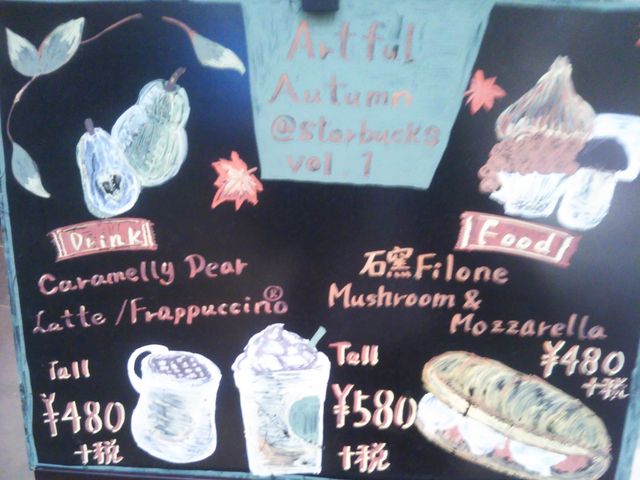 Artful
Autumn
@starbucks
vol. 1
Drink
Caramelly Dear
Latte / Frappuccino®
Tall
¥480
+税
Tall
¥580
+税
Food
石窯Filone
Mushroom &
Mozzarella
¥480
+税